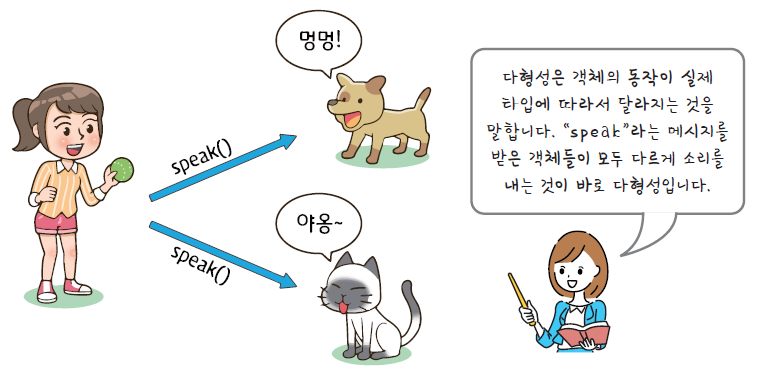 멍멍!
speak()
야옹~
speak()
다형성은 객체의 동작이 실제
타입에 따라서 달라지는 것을
말합니다. “speak”라는 메시지를
받은 객체들이 모두 다르게 소리를
내는 것이 바로 다형성입니다.